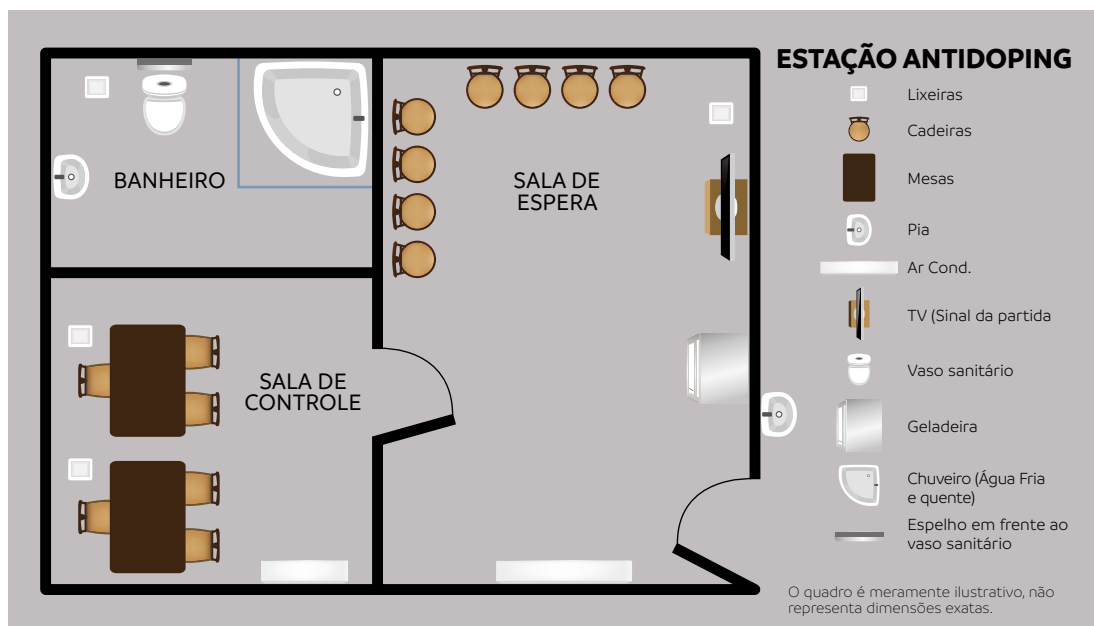 ESTAÇÃO ANTIDOPING
Lixeiras
Cadeiras
Mesas
Pia
Ar Cond.
TV (Sinal da partida
Vaso sanitário
Geladeira
Chuveiro (Água Fria
e quente)
Espelho em frente ao
vaso sanitário
BANHEIRO
SALA DE
ESPERA
SALA DE
CONTROLE
O quadro é meramente ilustrativo, não
representa dimensões exatas.